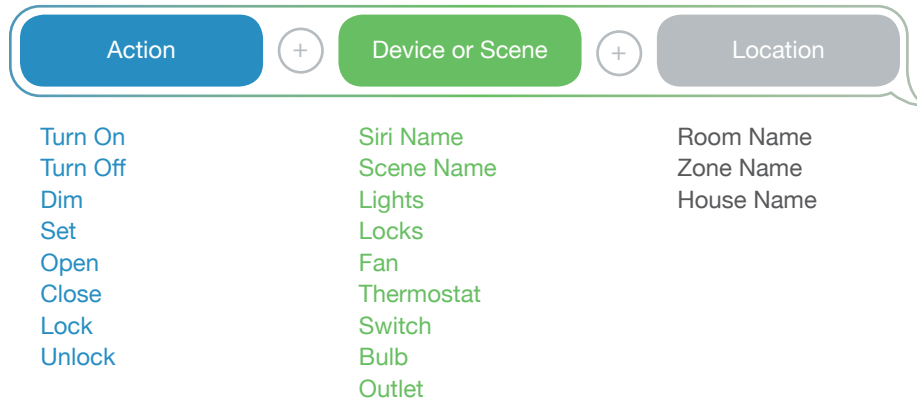 Action + Device or Scene + Location
Turn On
Turn Off
Dim
Set
Open
Close
Lock
Unlock
Siri Name
Scene Name
Lights
Locks
Fan
Thermostat
Switch
Bulb
Outlet
Room Name
Zone Name
House Name